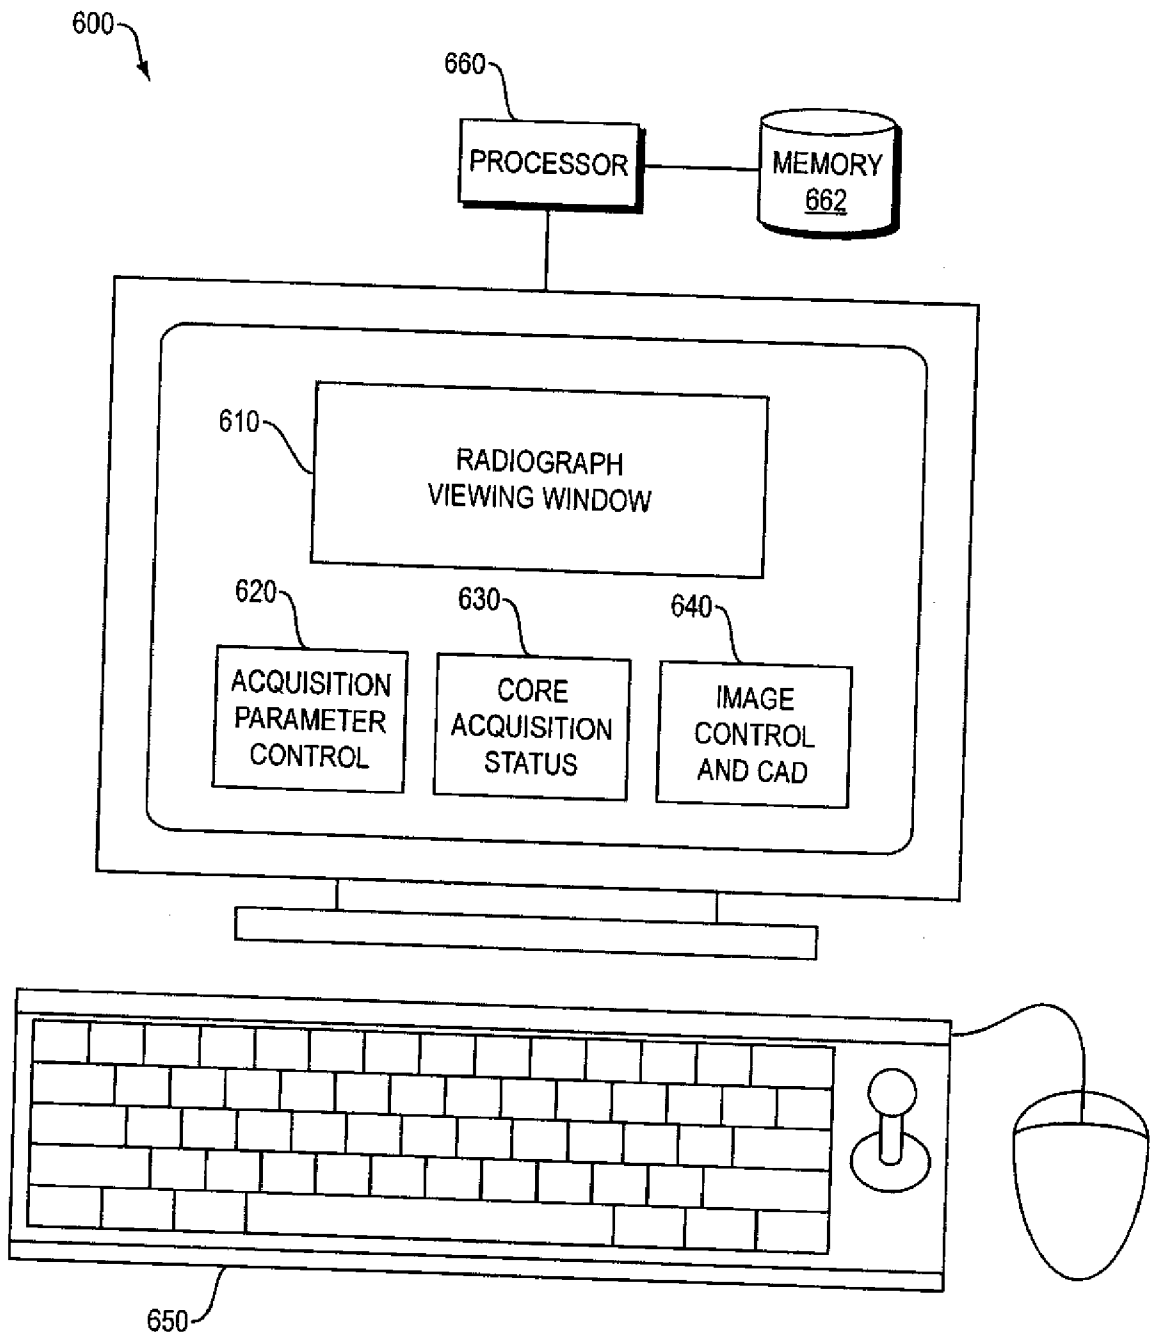 600
660
PROCESSOR
MEMORY
662
610
RADIOGRAPH
VIEWING WINDOW
620
630
640
ACQUISITION
PARAMETER
CONTROL
CORE
ACQUISITION
STATUS
IMAGE
CONTROL
AND CAD
650